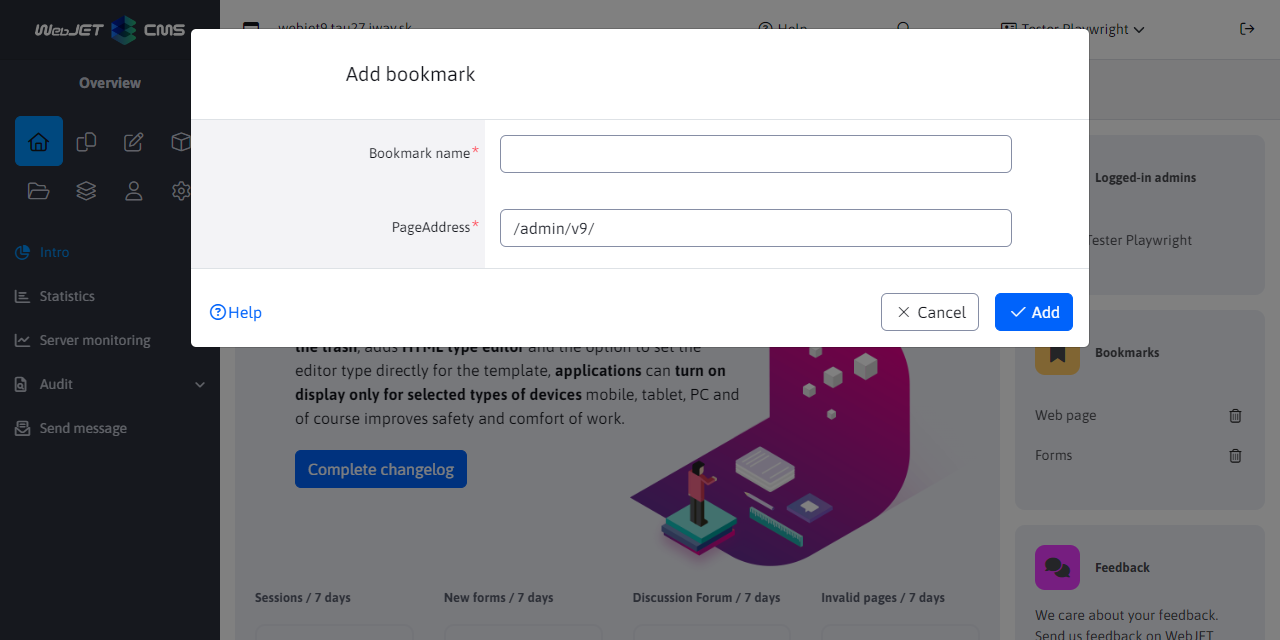 WebJET CMS
webjet9.tau27.iway.sk
Help
Tester Playwright
Overview
Add bookmark
Bookmark name*
PageAddress*
/admin/v9/
Help
Cancel
Add
Intro
Statistics
Server monitoring
Audit
Send message
the trash, adds HTML type editor and the option to set the
editor type directly for the template, applications can turn on
display only for selected types of devices mobile, tablet, PC and
of course improves safety and comfort of work.
Complete changelog
Sessions / 7 days
New forms / 7 days
Discussion Forum / 7 days
Invalid pages / 7 days
Logged-in admins
Tester Playwright
Bookmarks
Web page
Forms
Feedback
We care about your feedback.
Send us feedback on WebJET